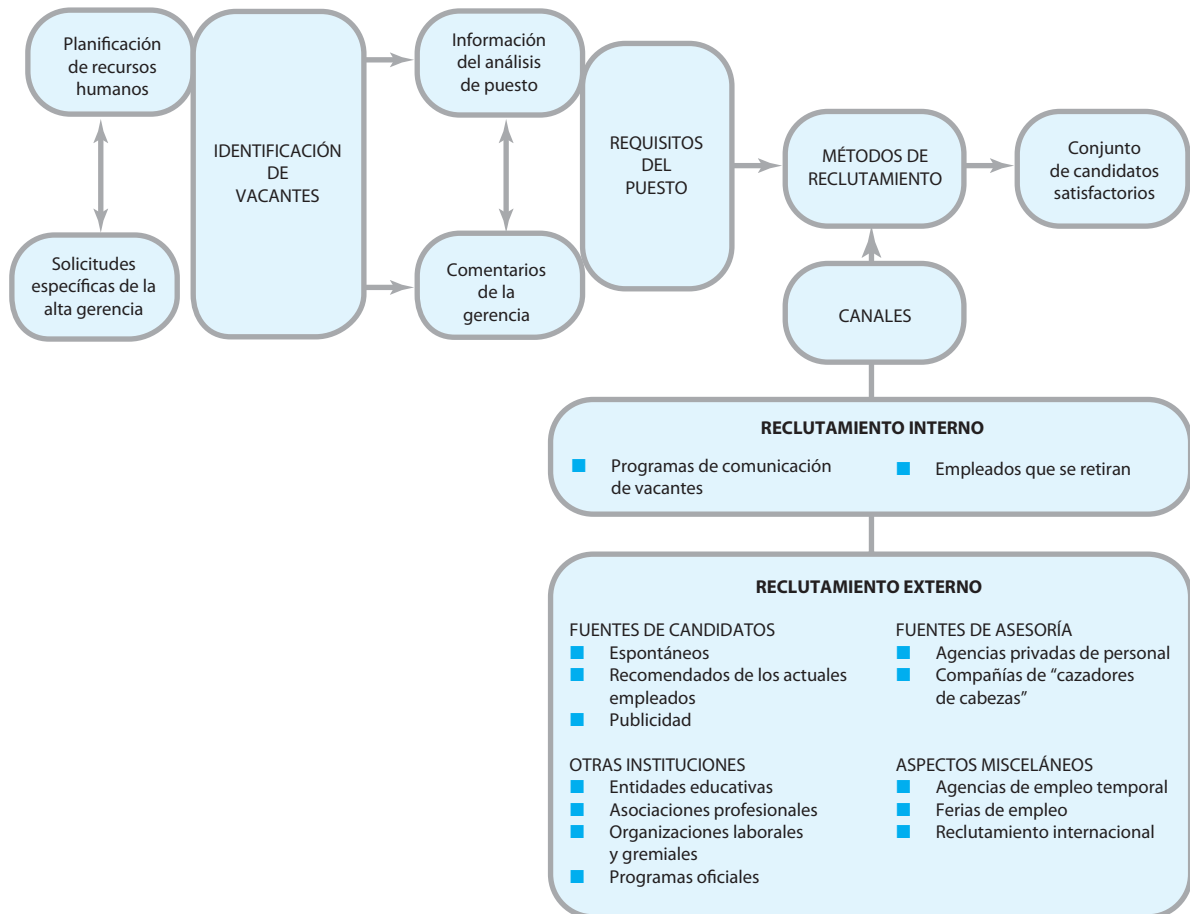 Planificación
de recursos
humanos
Solicitudes
específicas de la
alta gerencia
IDENTIFICACIÓN
DE
VACANTES
Información
del análisis
de puesto
Comentarios
de la
gerencia
REQUISITOS
DEL
PUESTO
MÉTODOS DE
RECLUTAMIENTO
Conjunto
de candidatos
satisfactorios
CANALES
RECLUTAMIENTO INTERNO
Programas de comunicación
de vacantes
Empleados que se retiran
RECLUTAMIENTO EXTERNO
FUENTES DE CANDIDATOS
Espontáneos
Recomendados de los actuales
empleados
Publicidad
FUENTES DE ASESORÍA
Agencias privadas de personal
Compañías de “cazadores
de cabezas”
OTRAS INSTITUCIONES
Entidades educativas
Asociaciones profesionales
Organizaciones laborales
y gremiales
Programas oficiales
ASPECTOS MISCELÁNEOS
Agencias de empleo temporal
Ferias de empleo
Reclutamiento internacional